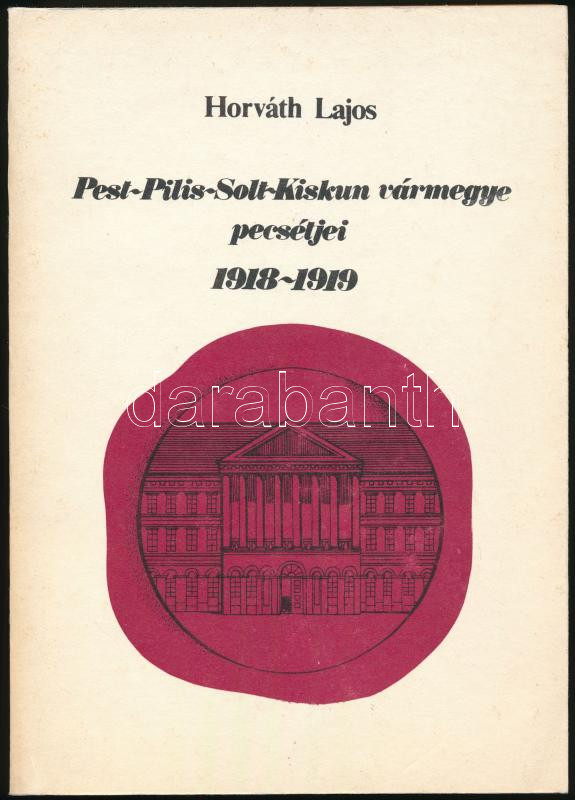 Horváth Lajos
Pest~Pilis~Solt~Kiskun vármegye
pecsétjei
1918~1919
darabanth